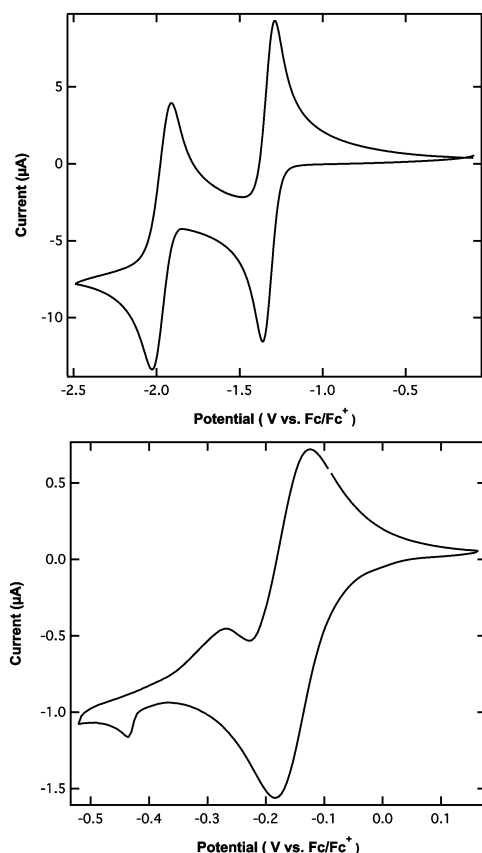 5
0
-5
-10
Current (µA)
-2.5 -2.0 -1.5 -1.0 -0.5
Potential ( V vs. Fc/Fc+ )
0.5
0.0
-0.5
-1.0
-1.5
Current (µA)
-0.5 -0.4 -0.3 -0.2 -0.1 0.0 0.1
Potential ( V vs. Fc/Fc+ )